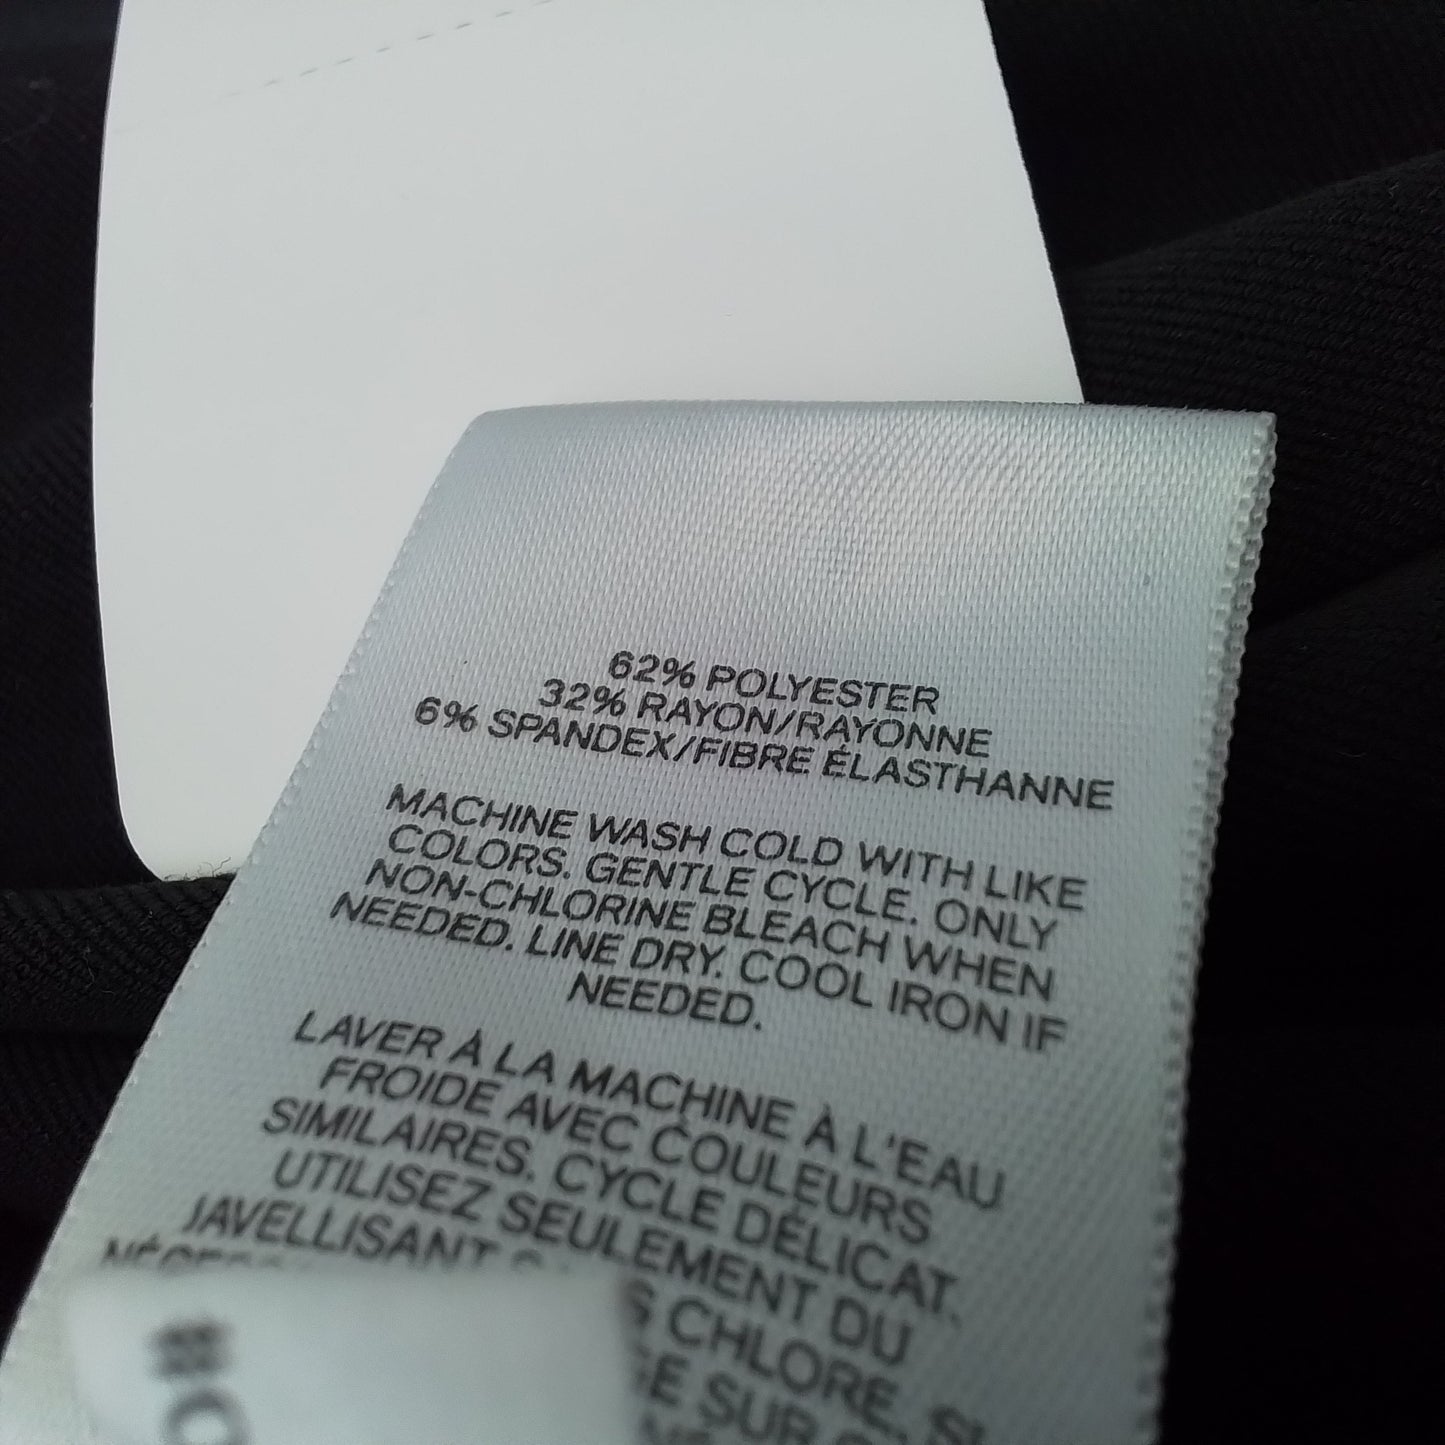 62% POLYESTER
32% RAYON/RAYONNE
6% SPANDEX/FIBRE ÉLASTHANNE
MACHINE WASH COLD WITH LIKE
COLORS. GENTLE CYCLE. ONLY
NON-CHLORINE BLEACH WHEN
NEEDED. LINE DRY. COOL IRON IF
NEEDED.
LAVER À LA MACHINE À L'EAU
FROIDE AVEC COULEURS
SIMILAIRES. CYCLE DÉLICAT.
UTILISEZ SEULEMENT DU
JAVELLISANT
CHLORE, SI
SUR